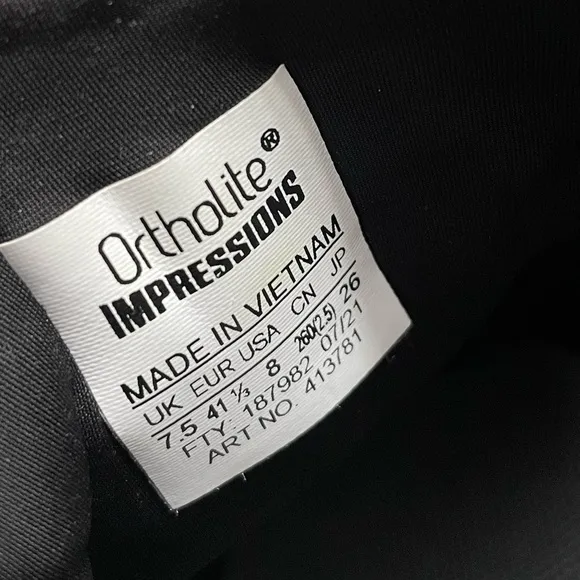 Ortholite®
IMPRESSIONS
MADE IN VIETNAM
UK EUR USA CN JP
7.5 41 ⅓ 8 260(2.5) 26
FTY: 187982 07/21
ART NO. 413781